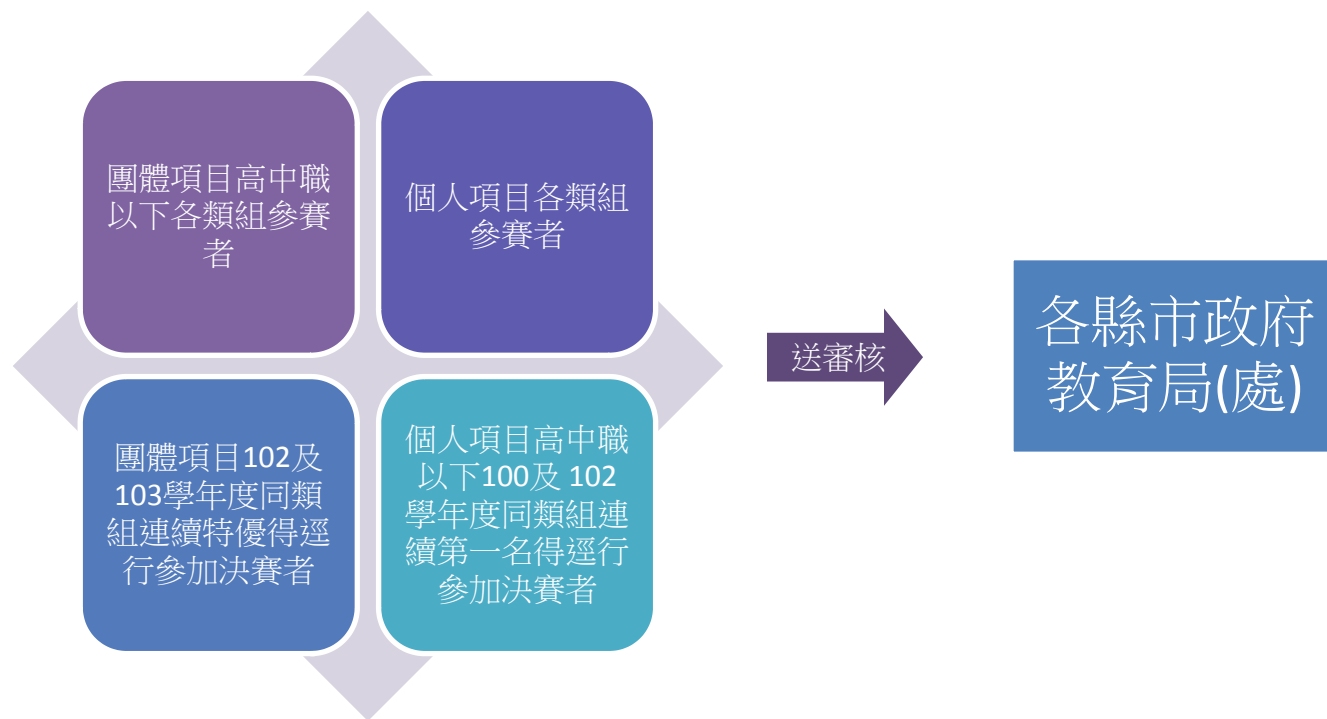 團體項目高中職
以下各類組參賽
者
個人項目各類組
參賽者
團體項目102及
103學年度同類
組連續特優得逕
行參加決賽者
個人項目高中職
以下100及 102
學年度同類組連
續第一名得逕行
參加決賽者
送審核
各縣市政府
教育局(處)